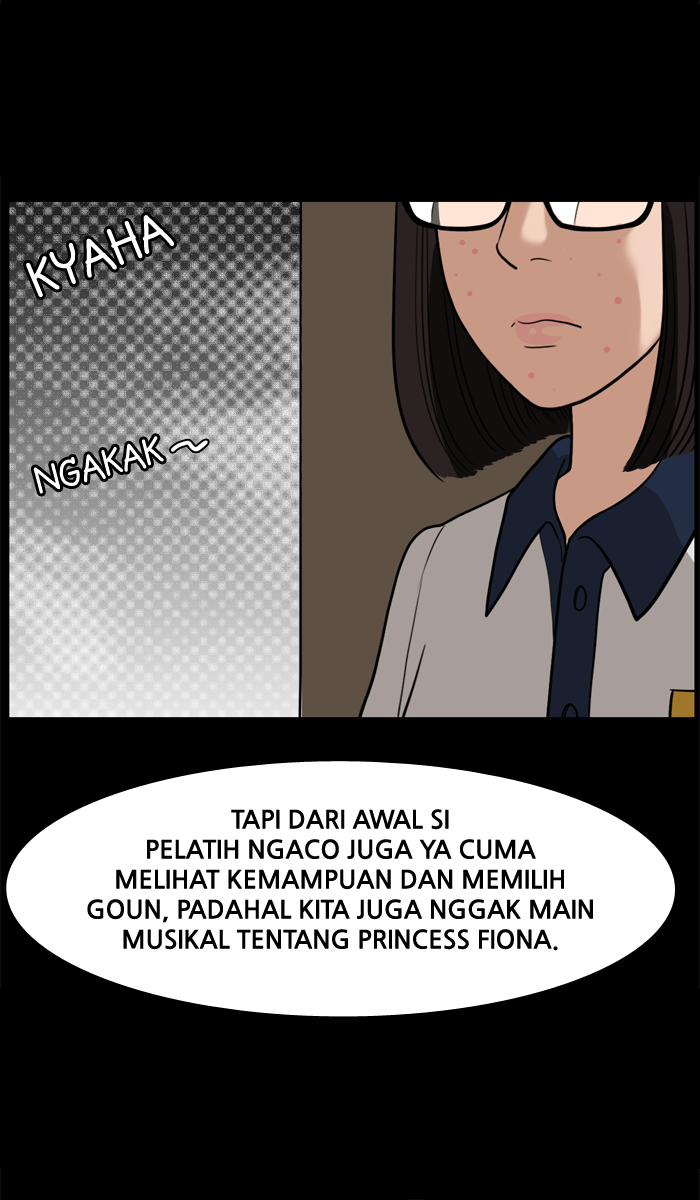 KYAHA
NGAKAK ~
TAPI DARI AWAL SI
PELATIH NGACO JUGA YA CUMA
MELIHAT KEMAMPUAN DAN MEMILIH
GOUN, PADAHAL KITA JUGA NGGAK MAIN
MUSIKAL TENTANG PRINCESS FIONA.